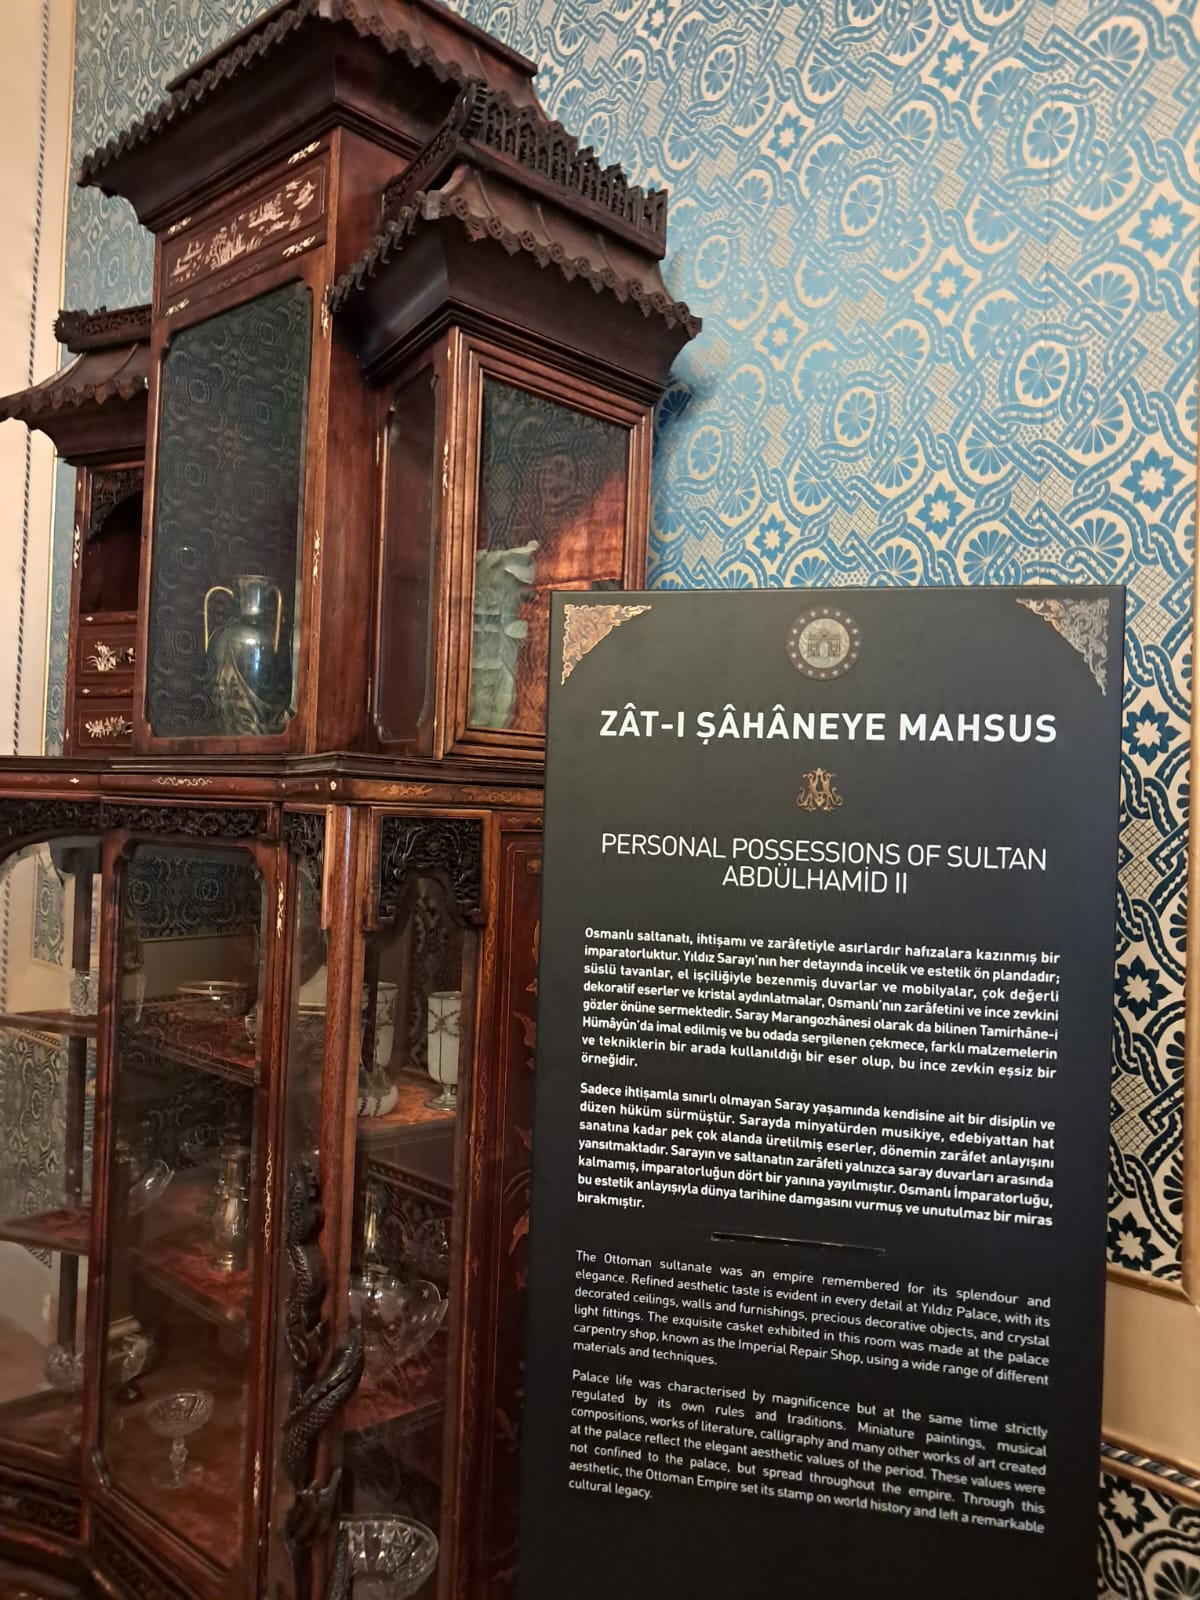 ZÂT-I ŞÂHÂNEYE MAHSUS
PERSONAL POSSESSIONS OF SULTAN
ABDÜLHAMİD II
Osmanlı saltanatı, ihtişamı ve zarâfetiyle asırlardır hafızalara kazınmış bir
imparatorluktur. Yıldız Sarayı'nın her detayında incelik ve estetik ön plandadır;
süslü tavanlar, el işçiliğiyle bezenmiş duvarlar ve mobilyalar, çok değerli
dekoratif eserler ve kristal aydınlatmalar, Osmanlı'nın zarâfetini ve ince zevkini
gözler önüne sermektedir. Saray Marangozhânesi olarak da bilinen Tamirhâne-i
Hümâyûn'da imal edilmiş ve bu odada sergilenen çekmece, farklı malzemelerin
ve tekniklerin bir arada kullanıldığı bir eser olup, bu ince zevkin eşsiz bir
örneğidir.
Sadece ihtişamla sınırlı olmayan Saray yaşamında kendisine ait bir disiplin ve
düzen hüküm sürmüştür. Sarayda minyatürden musikiye, edebiyattan hat
sanatına kadar pek çok alanda üretilmiş eserler, dönemin zarâfet anlayışını
yansıtmaktadır. Sarayın ve saltanatın zarâfeti yalnızca saray duvarları arasında
kalmamış, imparatorluğun dört bir yanına yayılmıştır. Osmanlı İmparatorluğu,
bu estetik anlayışıyla dünya tarihine damgasını vurmuş ve unutulmaz bir miras
bırakmıştır.
The Ottoman sultanate was an empire remembered for its splendour and
elegance. Refined aesthetic taste is evident in every detail at Yıldız Palace, with its
decorated ceilings, walls and furnishings, precious decorative objects, and crystal
light fittings. The exquisite casket exhibited in this room was made at the palace
carpentry shop, known as the Imperial Repair Shop, using a wide range of different
materials and techniques.
Palace life was characterised by magnificence but at the same time strictly
regulated by its own rules and traditions. Miniature paintings, musical
compositions, works of literature, calligraphy and many other works of art created
at the palace reflect the elegant aesthetic values of the period. These values were
not confined to the palace, but spread throughout the empire. Through this
aesthetic, the Ottoman Empire set its stamp on world history and left a remarkable
cultural legacy.